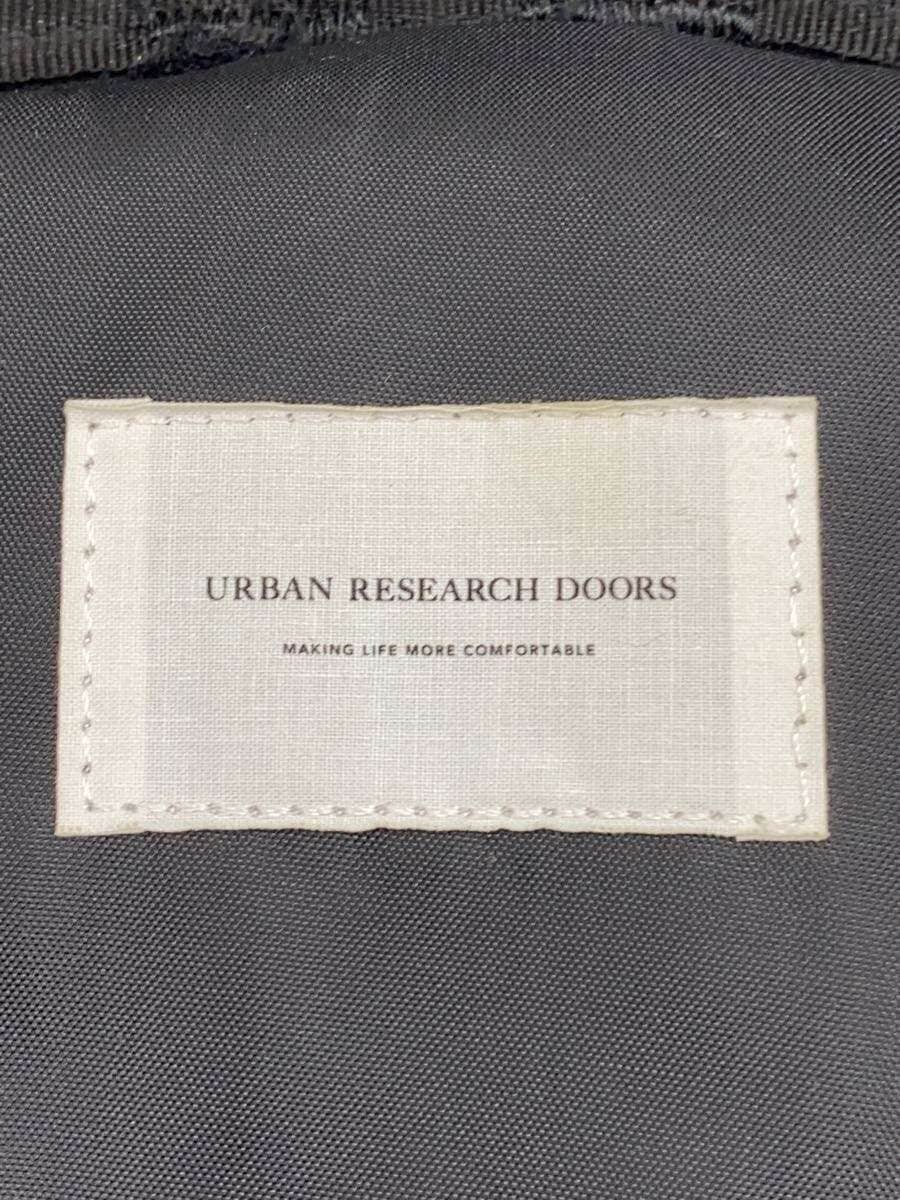 URBAN RESEARCH DOORS
MAKING LIFE MORE COMFORTABLE